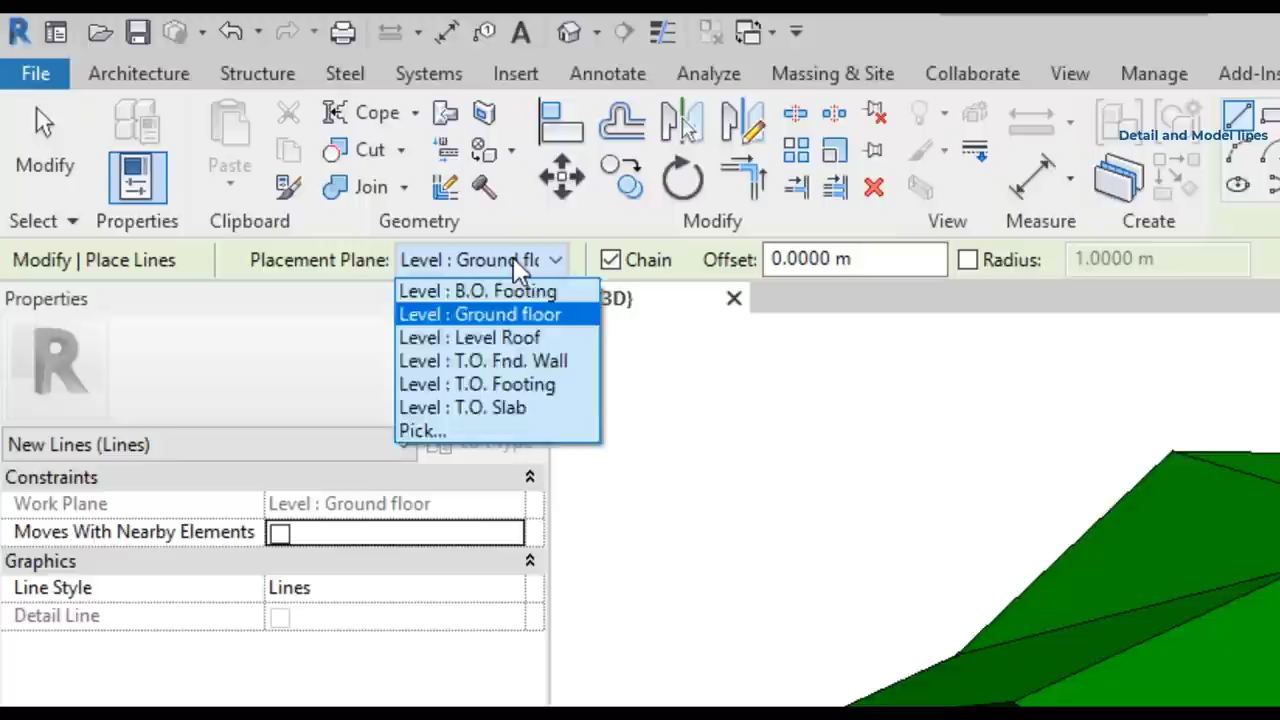 R
A
File Architecture Structure Steel Systems Insert Annotate Analyze Massing & Site Collaborate View Manage Add-Ins
Modify Paste Cope Cut Join Detail and Model lines
Select Properties Clipboard Geometry Modify View Measure Create
Modify | Place Lines Placement Plane: Level : Ground flo Chain Offset: 0.0000 m Radius: 1.0000 m
Properties 3D}
Level : B.O. Footing
Level : Ground floor
Level : Level Roof
Level : T.O. Fnd. Wall
Level : T.O. Footing
Level : T.O. Slab
Pick...
R
New Lines (Lines)
Constraints
Work Plane Level : Ground floor
Moves With Nearby Elements
Graphics
Line Style Lines
Detail Line